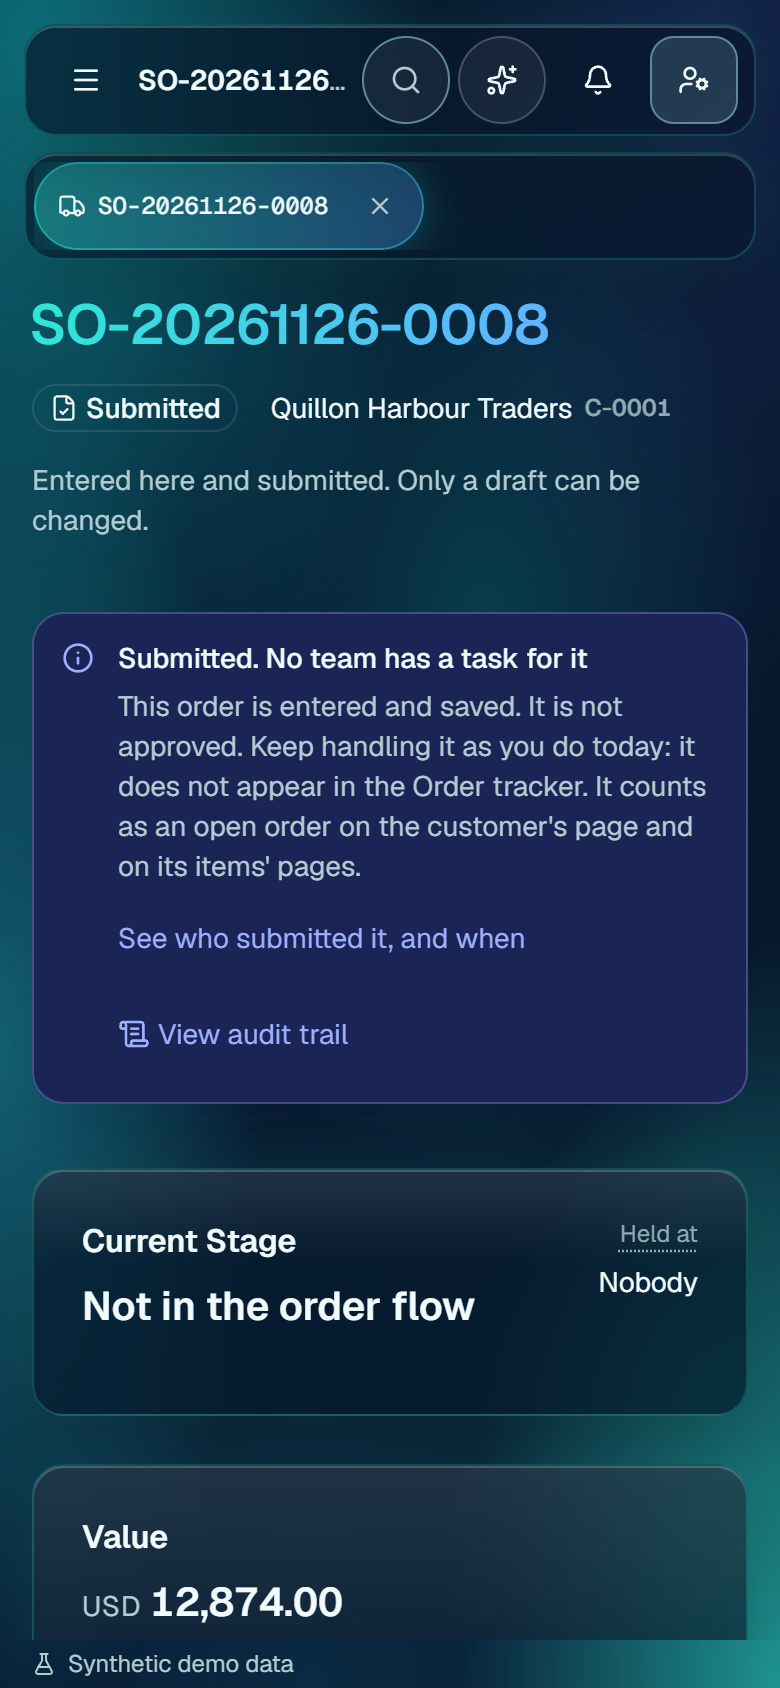 SO-20261126…
SO-20261126-0008
SO-20261126-0008
Submitted
Quillon Harbour Traders C-0001
Entered here and submitted. Only a draft can be
changed.
Submitted. No team has a task for it
This order is entered and saved. It is not
approved. Keep handling it as you do today: it
does not appear in the Order tracker. It counts
as an open order on the customer's page and
on its items' pages.
See who submitted it, and when
View audit trail
Current Stage
Held at
Not in the order flow
Nobody
Value
USD 12,874.00
Synthetic demo data